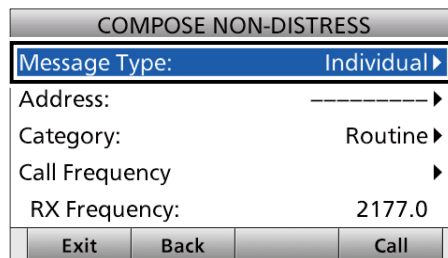 COMPOSE NON-DISTRESS
Message Type: Individual
Address: –––––––––
Category: Routine
Call Frequency
RX Frequency: 2177.0
Exit Back Call